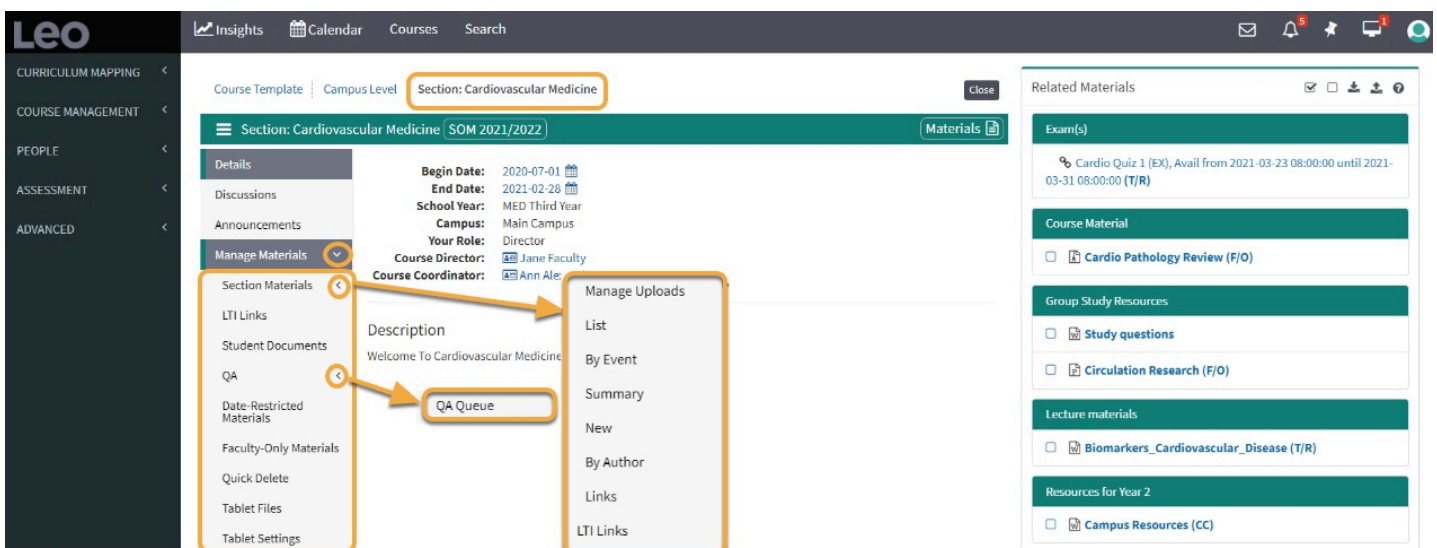 Leo
Insights
Calendar
Courses
Search
5
1
CURRICULUM MAPPING
COURSE MANAGEMENT
PEOPLE
ASSESSMENT
ADVANCED
Course Template
Campus Level
Section: Cardiovascular Medicine
Close
Section: Cardiovascular Medicine SOM 2021/2022
Materials
Details
Discussions
Announcements
Manage Materials
Section Materials
LTI Links
Student Documents
QA
Date-Restricted
Materials
Faculty-Only Materials
Quick Delete
Tablet Files
Tablet Settings
Begin Date: 2020-07-01
End Date: 2021-02-28
School Year: MED Third Year
Campus: Main Campus
Your Role: Director
Course Director: Jane Faculty
Course Coordinator: Ann
Description
Welcome To Cardiovascular Medicine
QA Queue
Manage Uploads
List
By Event
Summary
New
By Author
Links
LTI Links
Related Materials
Exam(s)
Cardio Quiz 1 (EX), Avail from 2021-03-23 08:00:00 until 2021-
03-31 08:00:00 (T/R)
Course Material
Cardio Pathology Review (F/O)
Group Study Resources
Study questions
Circulation Research (F/O)
Lecture materials
Biomarkers_Cardiovascular_Disease (T/R)
Resources for Year 2
Campus Resources (CC)